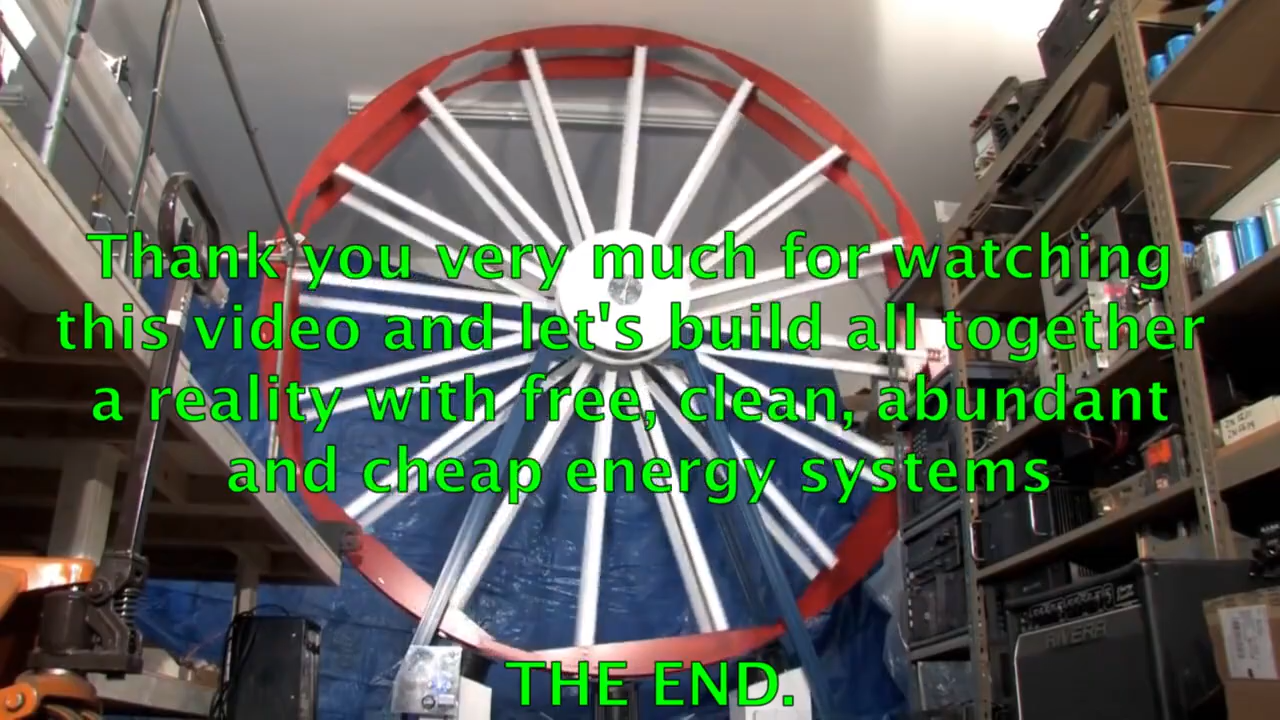 Thank you very much for watching
this video and let's build all together
a reality with free, clean, abundant
and cheap energy systems
RIVERA
THE END.